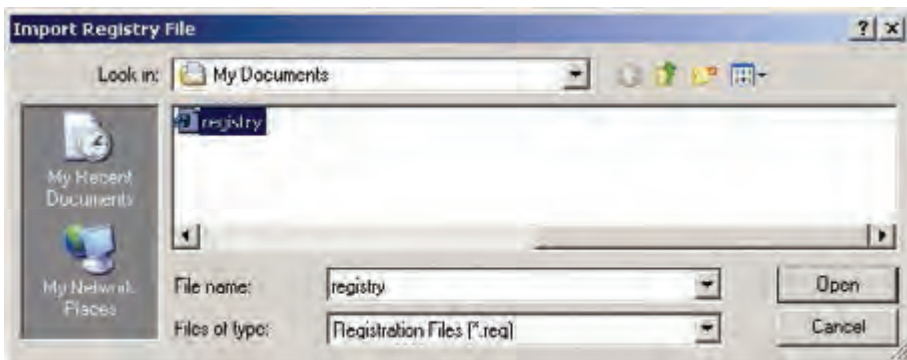 Import Registry File
Look in: My Documents
registry
My Recent
Documents
My Network
Places
File name: registry
Open
Files of type: Registration Files (*.reg)
Cancel